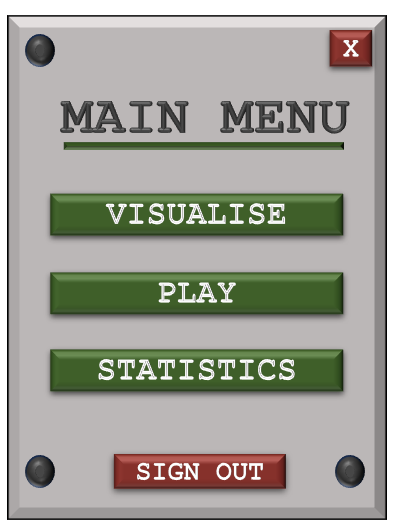 X
MAIN MENU
VISUALISE
PLAY
STATISTICS
SIGN OUT